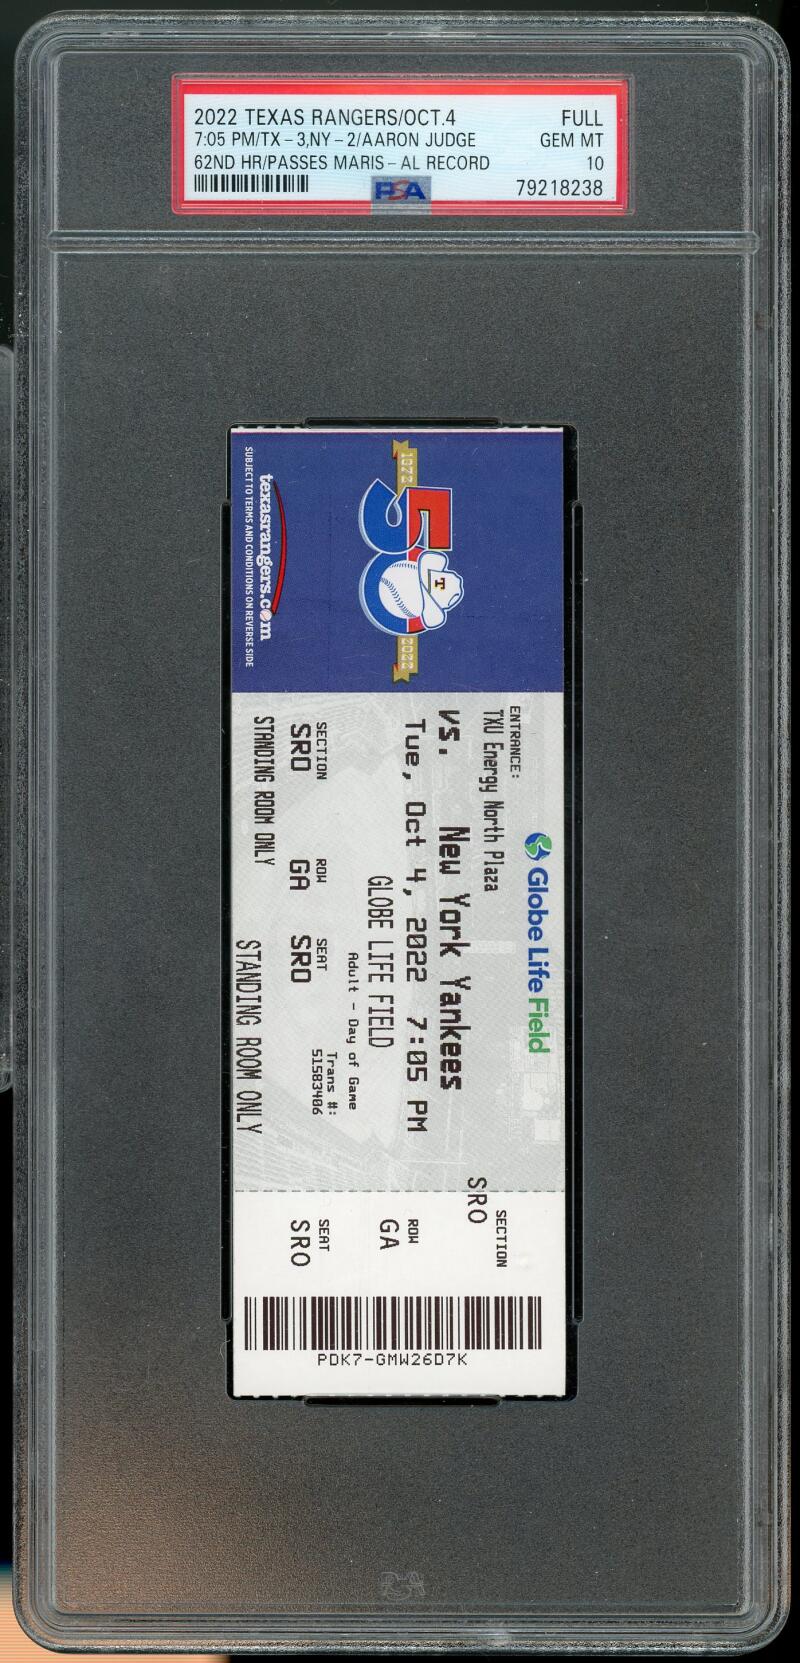 2022 TEXAS RANGERS/OCT.4 FULL
7:05 PM/TX-3,NY-2/AARON JUDGE GEM MT
62ND HR/PASSES MARIS-AL RECORD 10
PSA 79218238
1972
50
T
2022
texasrangers.com
SUBJECT TO TERMS AND CONDITIONS ON REVERSE SIDE
Globe Life Field
ENTRANCE:
TXU Energy North Plaza
vs. New York Yankees
Tue, Oct 4, 2022 7:05 PM
GLOBE LIFE FIELD
Adult - Day of Game
Trans #:
51583406
SECTION ROW SEAT
SRO GA SRO
STANDING ROOM ONLY
STANDING ROOM ONLY
SECTION
SRO
ROW
GA
SEAT
SRO
PDK7-GMW26D7K